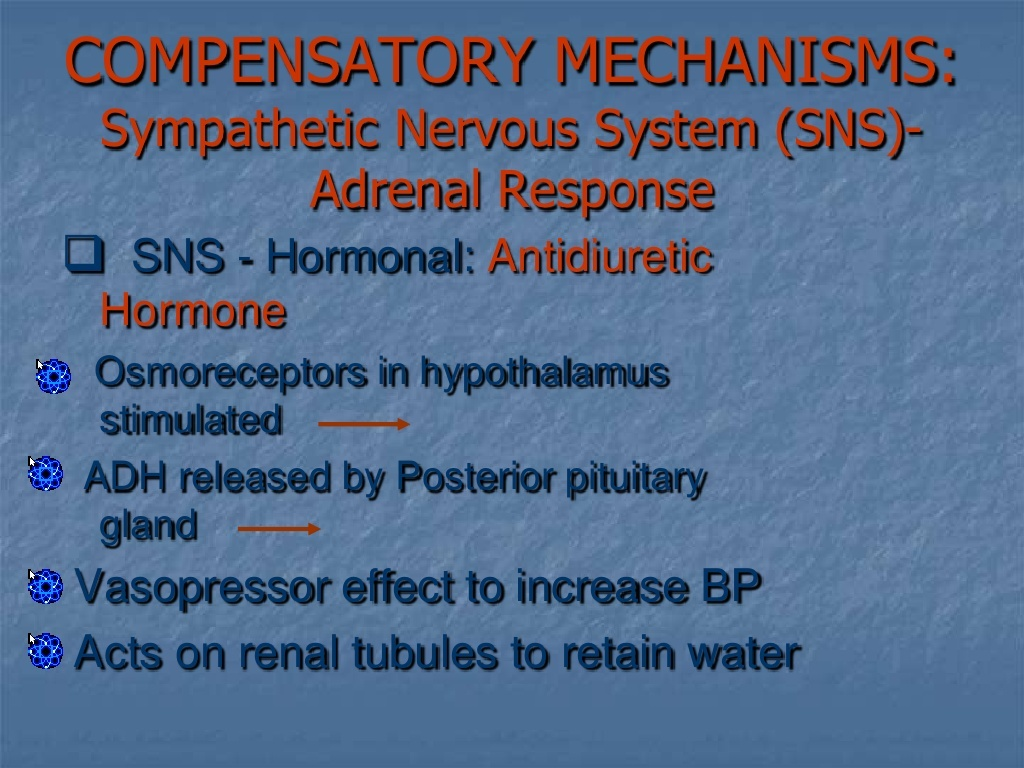 COMPENSATORY MECHANISMS:
Sympathetic Nervous System (SNS)-
Adrenal Response
SNS - Hormonal: Antidiuretic
Hormone
Osmoreceptors in hypothalamus
stimulated
ADH released by Posterior pituitary
gland
Vasopressor effect to increase BP
Acts on renal tubules to retain water